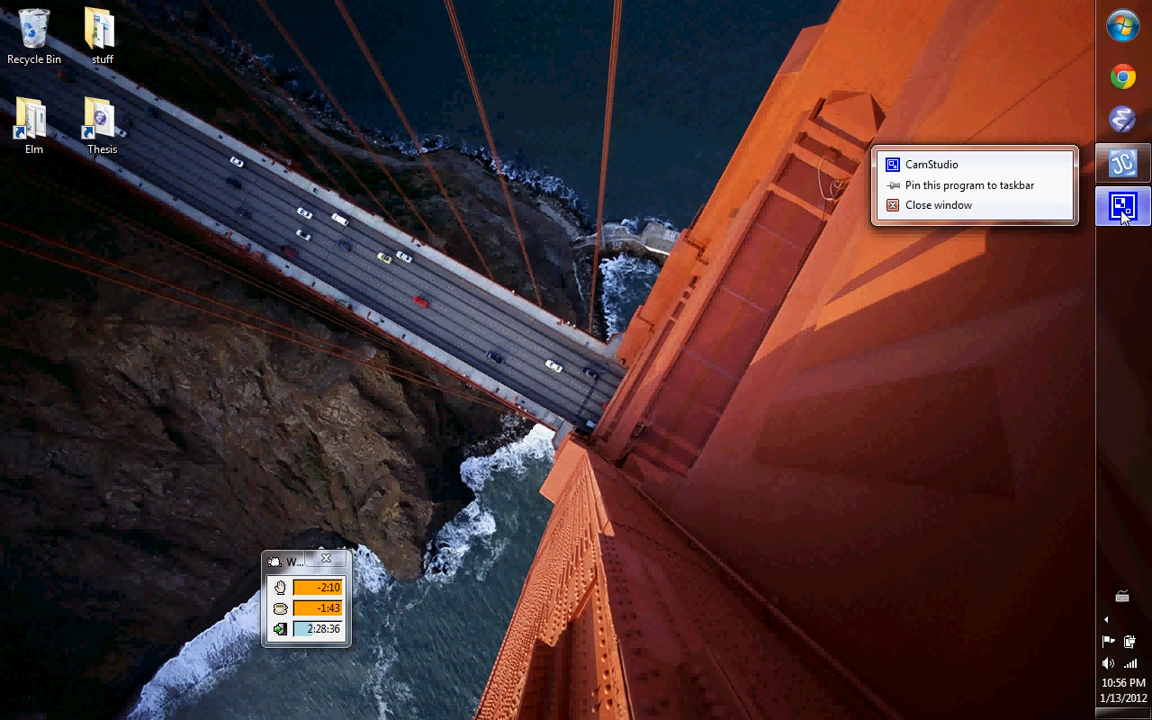 Recycle Bin
stuff
Elm
Thesis
JC
CamStudio
Pin this program to taskbar
Close window
W...
-2:10
-1:43
2:28:36
10:56 PM
1/13/2012